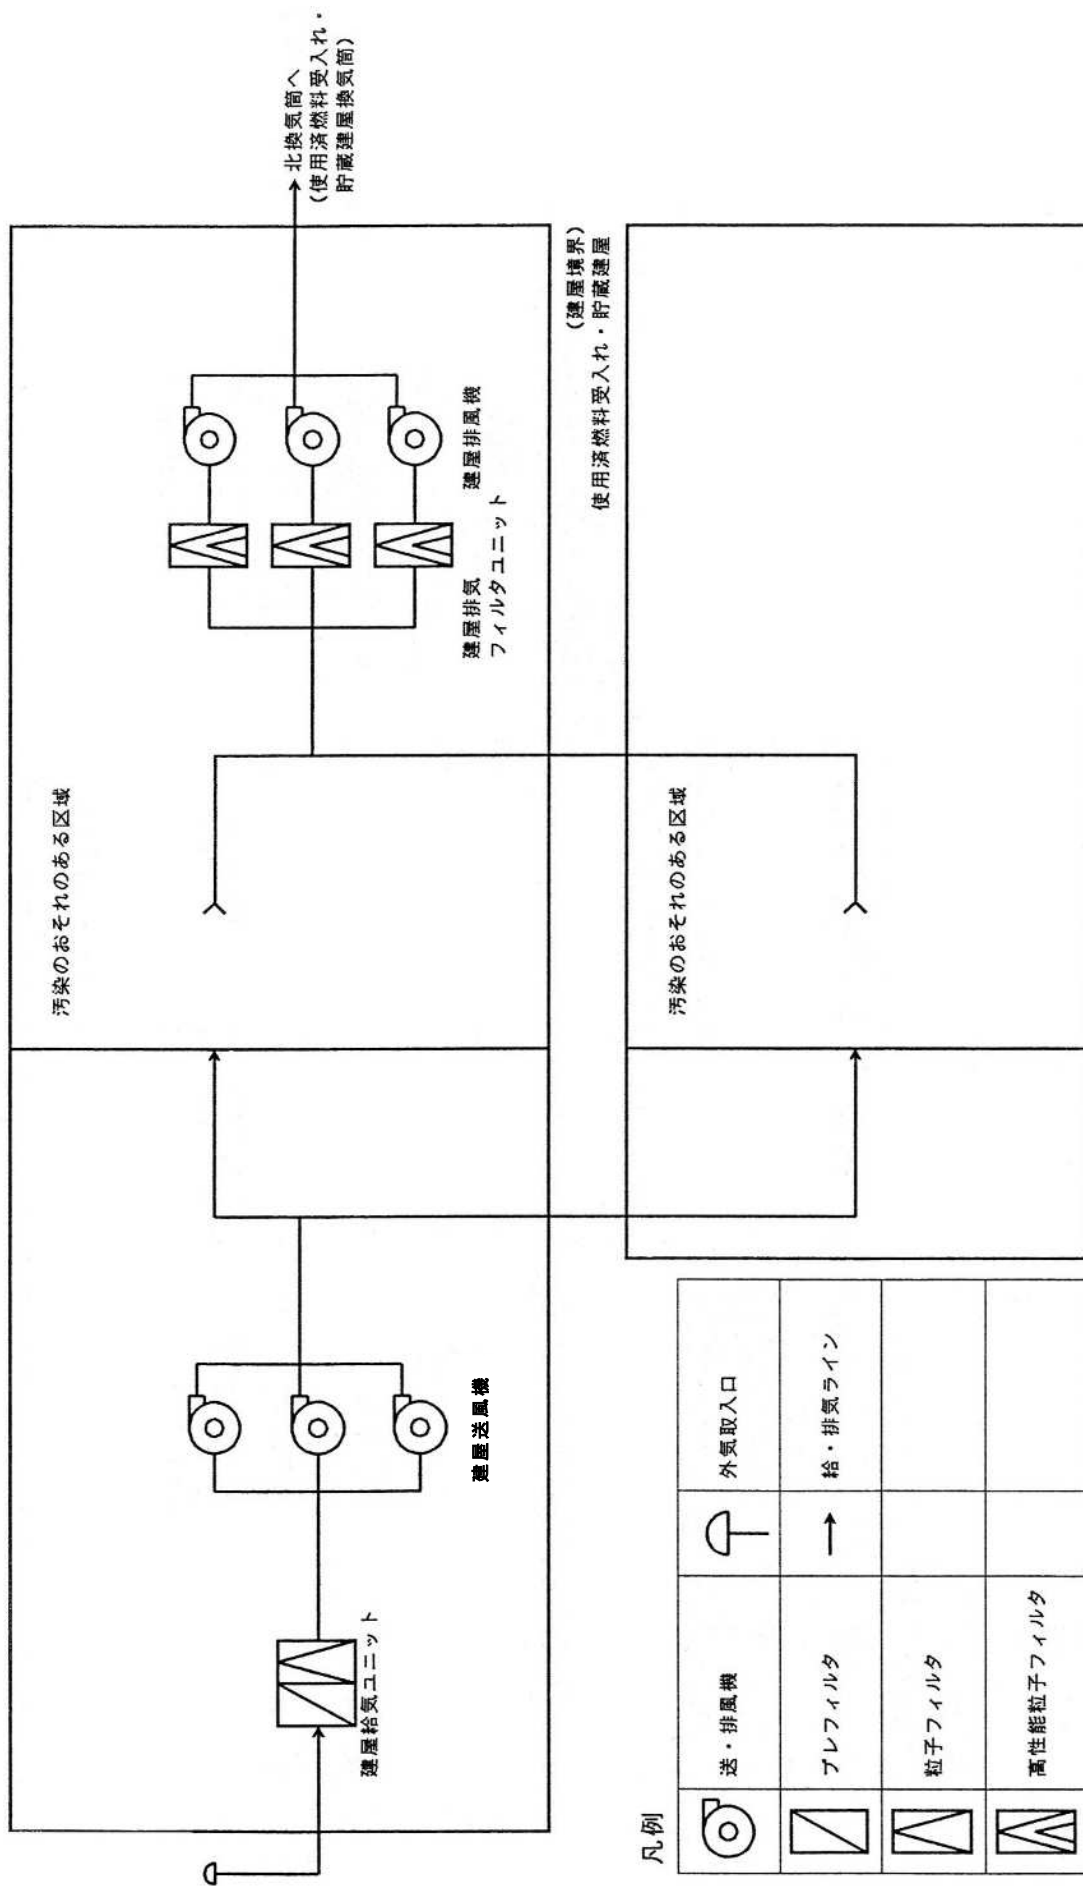 北換気筒へ
(使用済燃料受入れ・
貯蔵建屋換気筒)
汚染のおそれのある区域
建屋排風機
建屋排気
フィルタユニット
建屋送風機
建屋給気ユニット
(建屋境界)
使用済燃料受入れ・貯蔵建屋
汚染のおそれのある区域
凡例
送・排風機
外気取入口
プレフィルタ
給・排気ライン
粒子フィルタ
高性能粒子フィルタ